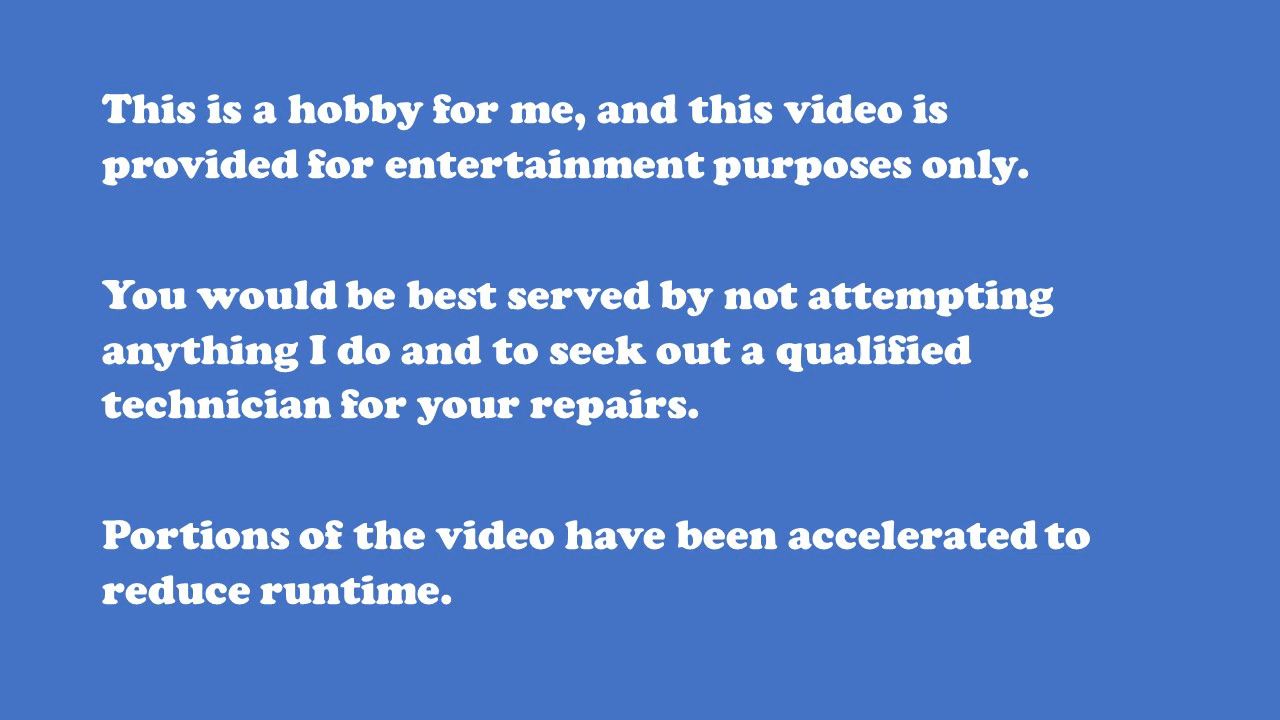 This is a hobby for me, and this video is
provided for entertainment purposes only.
You would be best served by not attempting
anything I do and to seek out a qualified
technician for your repairs.
Portions of the video have been accelerated to
reduce runtime.